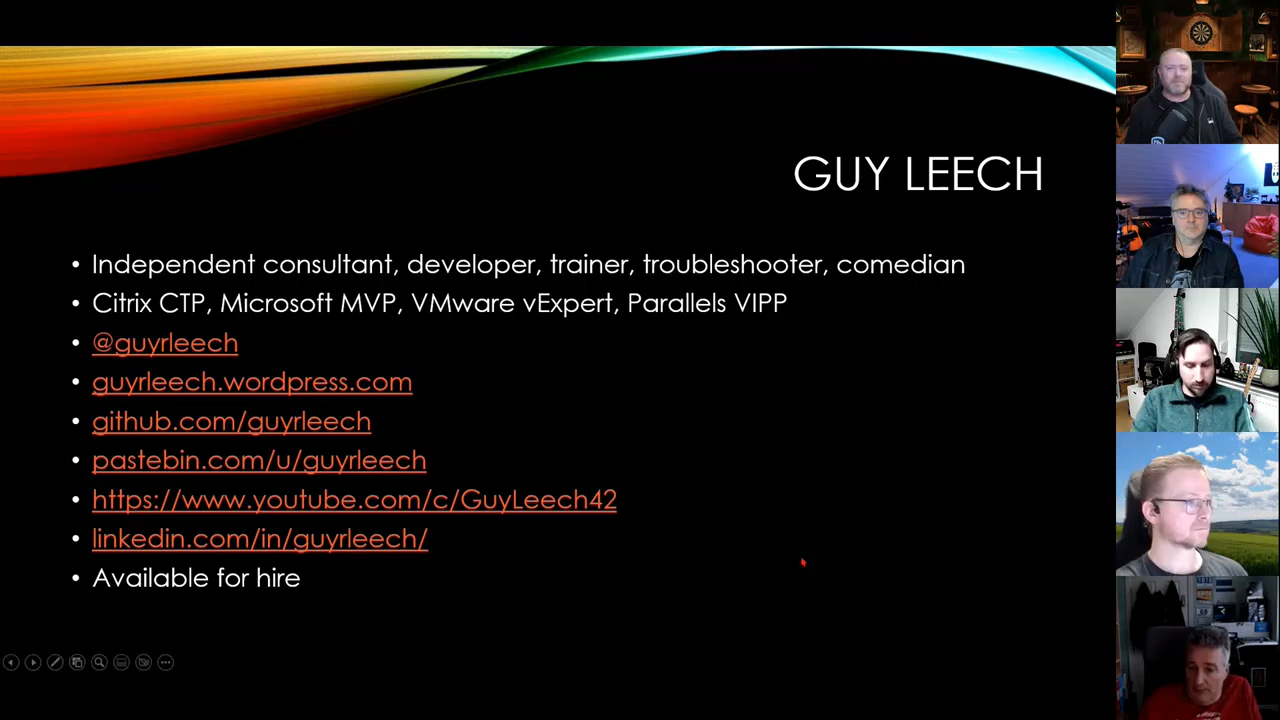 GUY LEECH
• Independent consultant, developer, trainer, troubleshooter, comedian
• Citrix CTP, Microsoft MVP, VMware vExpert, Parallels VIPP
• @guyrleech
• guyrleech.wordpress.com
• github.com/guyrleech
• pastebin.com/u/guyrleech
• https://www.youtube.com/c/GuyLeech42
• linkedin.com/in/guyrleech/
• Available for hire